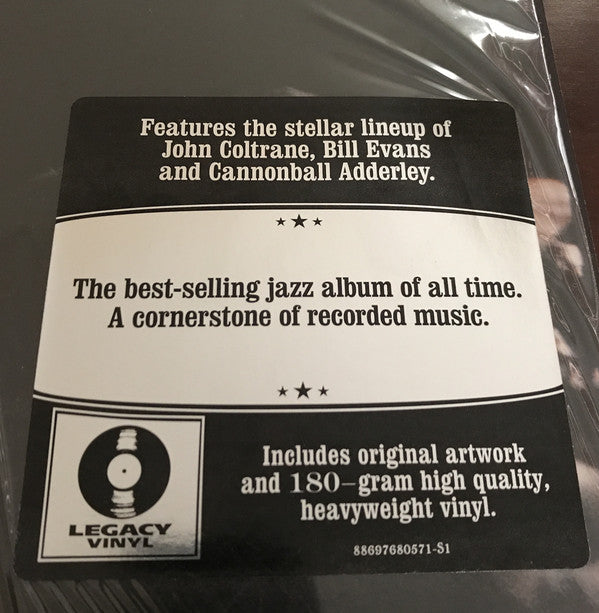 Features the stellar lineup of
John Coltrane, Bill Evans
and Cannonball Adderley.
The best-selling jazz album of all time.
A cornerstone of recorded music.
Includes original artwork
and 180-gram high quality,
heavyweight vinyl.
LEGACY
VINYL
88697680571-S1